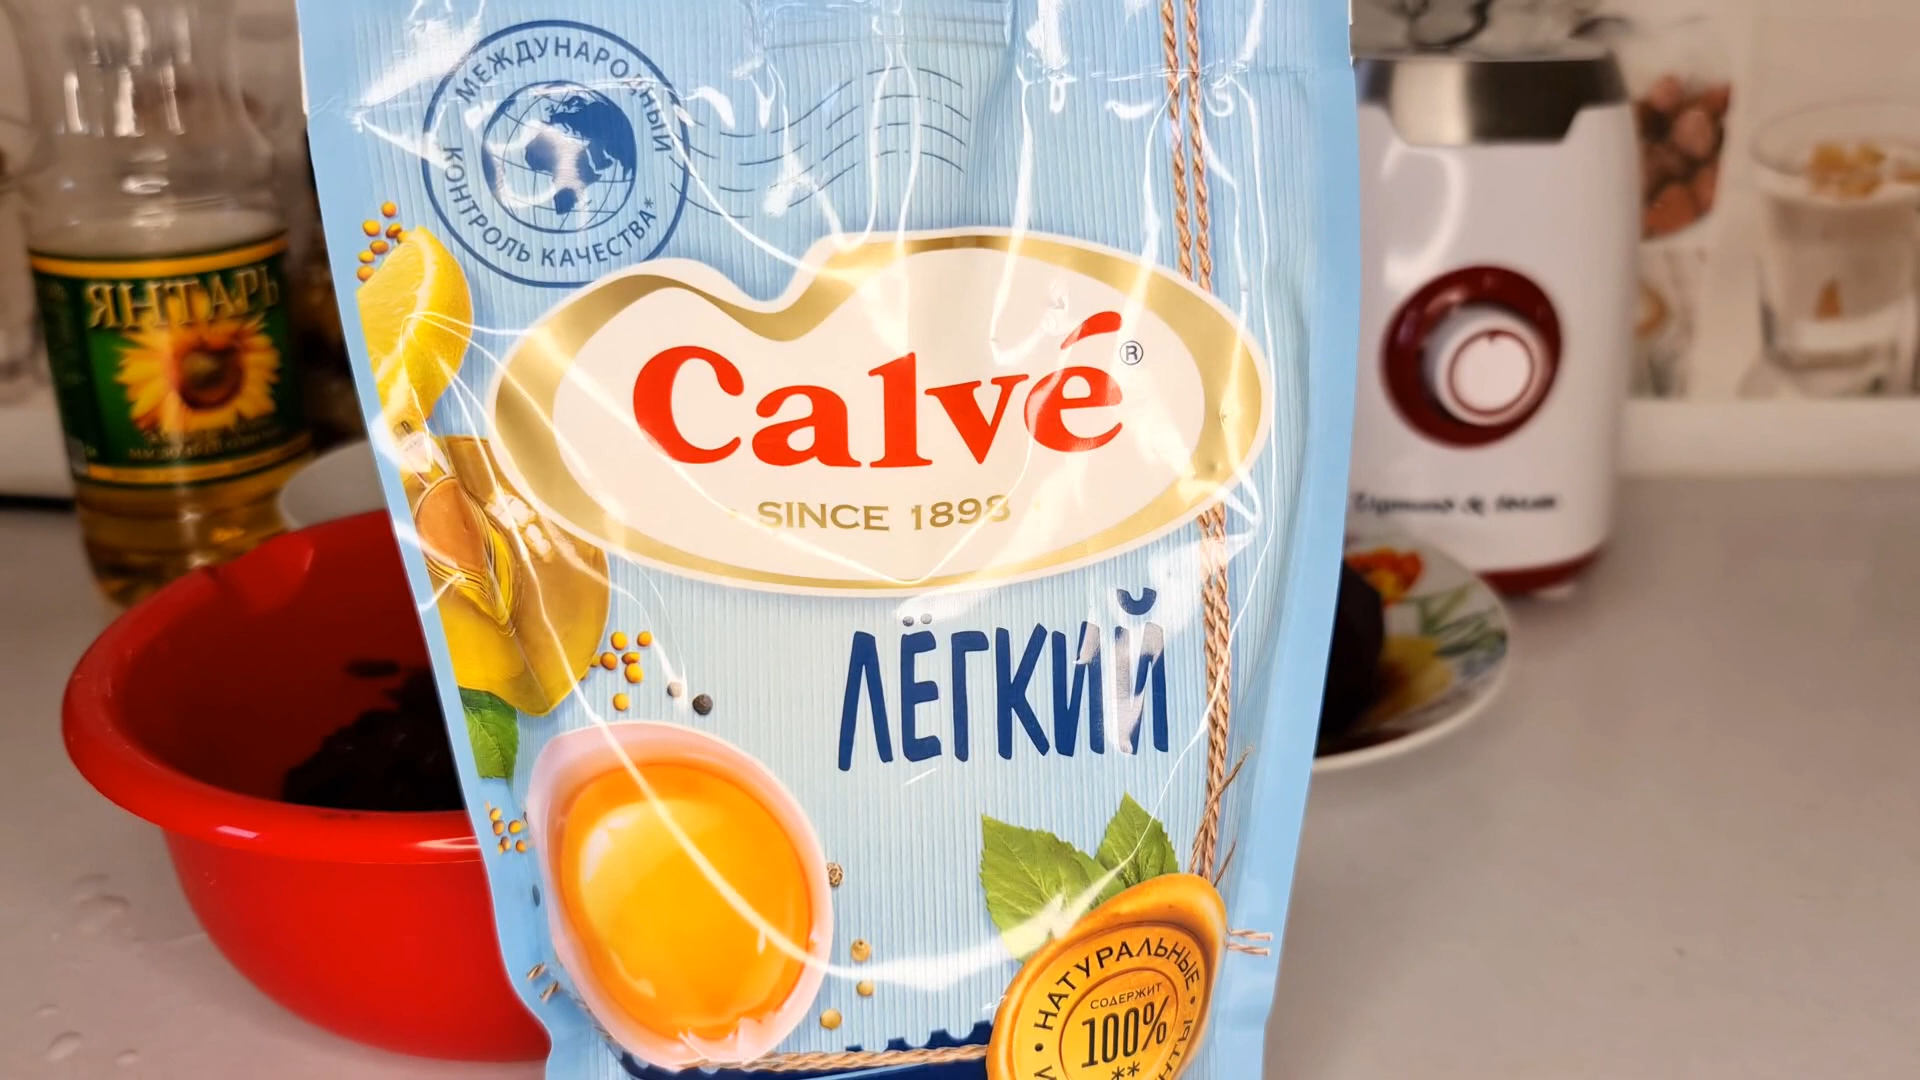 МЕЖДУНАРОДНЫЙ
КОНТРОЛЬ КАЧЕСТВА*
ЯНТАРЬ
Calvé®
SINCE 1898
ЛЁГКИЙ
НАТУРАЛЬНЫЕ
СОДЕРЖИТ
100%
**